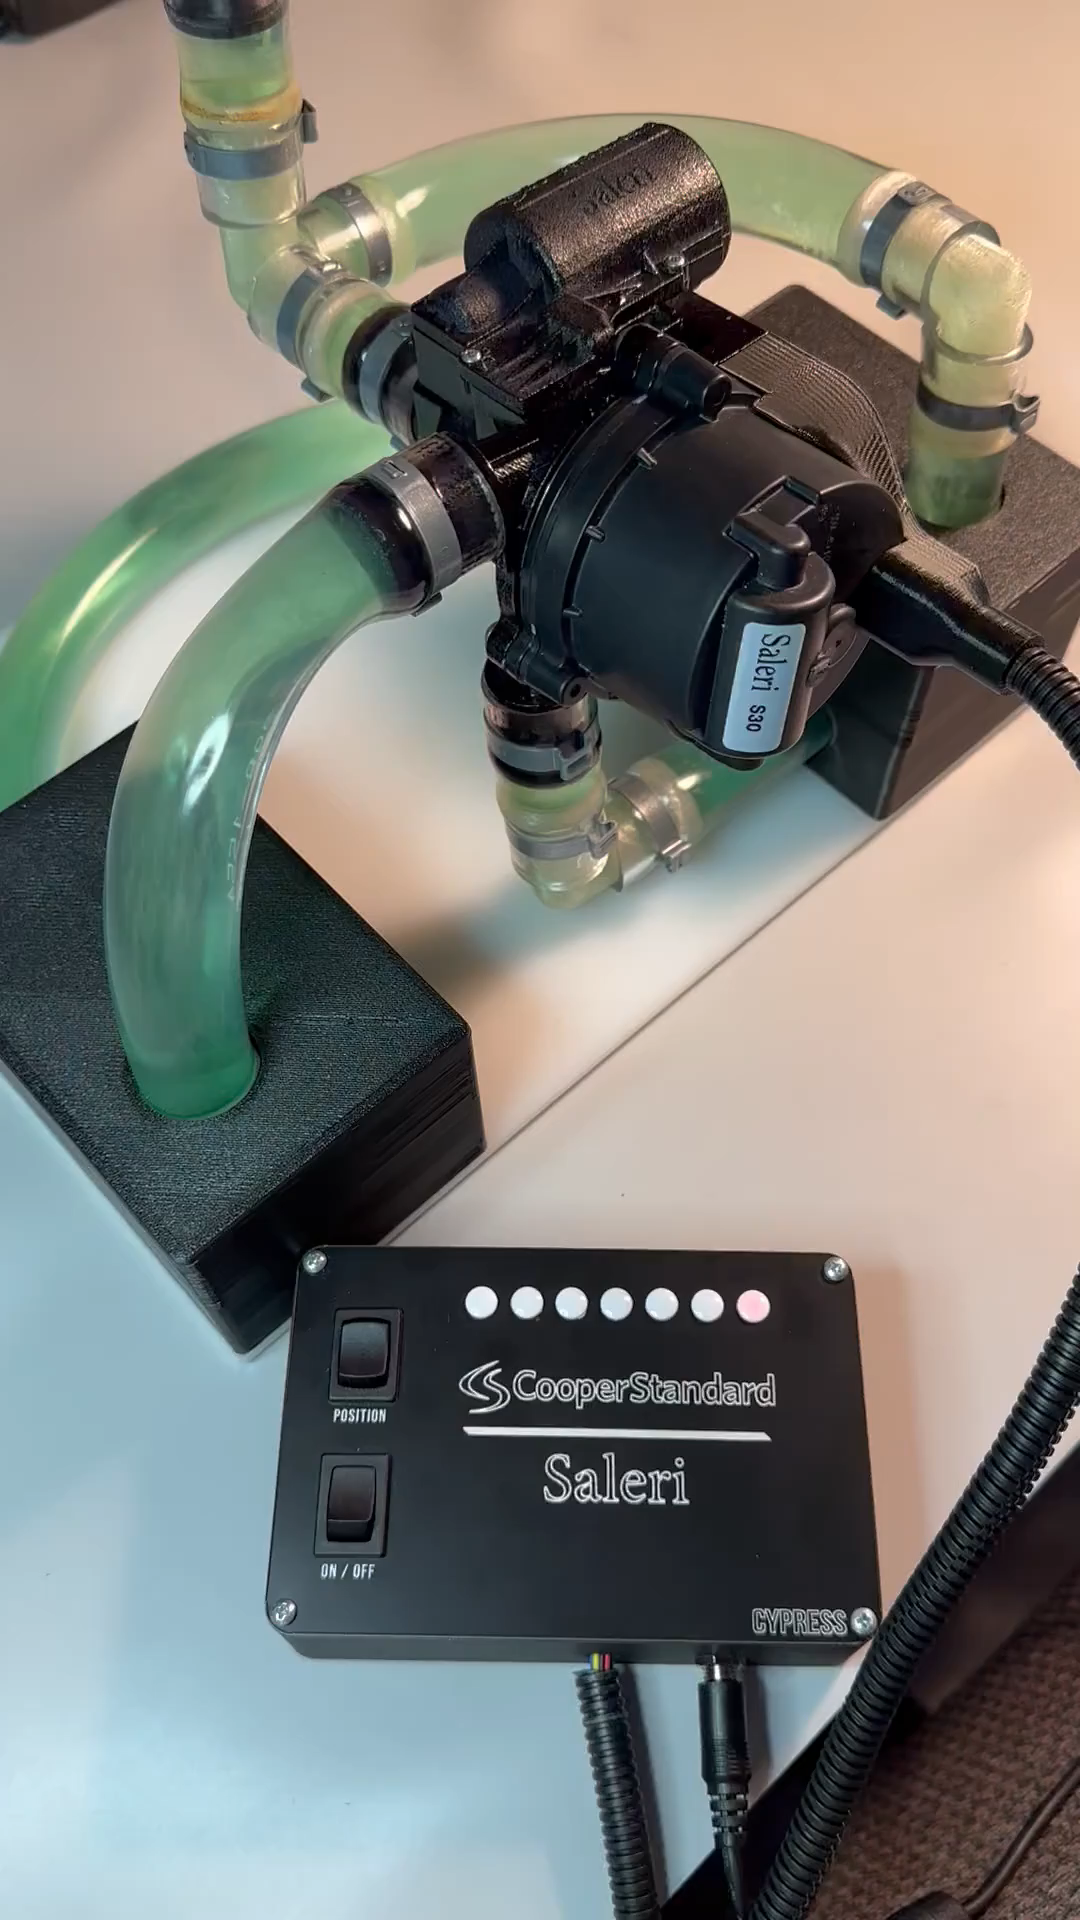 Saleri
Saleri S30
POSITION
CooperStandard
Saleri
ON / OFF
CYPRESS